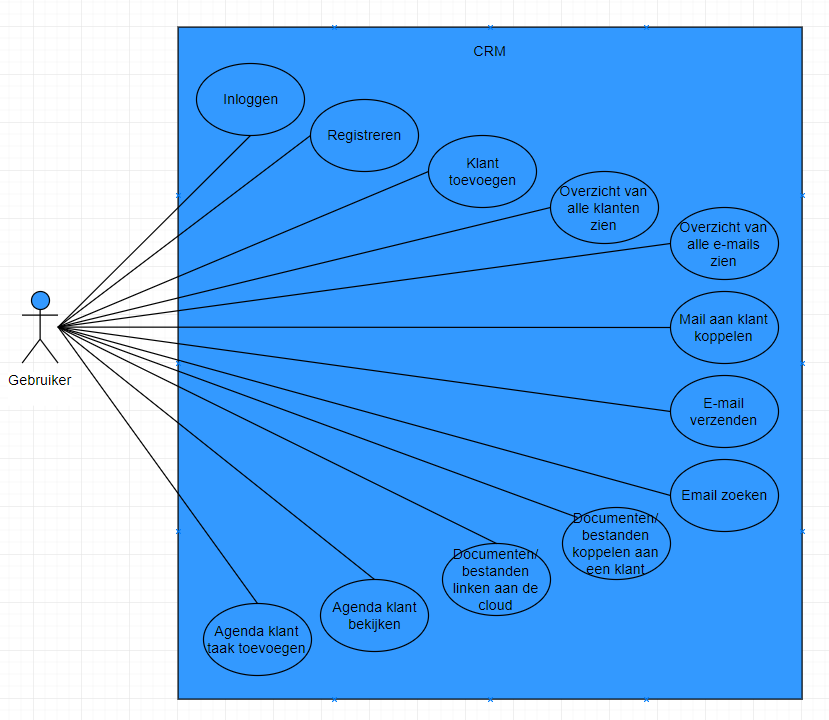 CRM
Inloggen
Registreren
Klant
toevoegen
Overzicht van
alle klanten
zien
Overzicht van
alle e-mails
zien
Mail aan klant
koppelen
Gebruiker
E-mail
verzenden
Email zoeken
Documenten/
bestanden
koppelen aan
een klant
Documenten/
bestanden
linken aan de
cloud
Agenda klant
bekijken
Agenda klant
taak toevoegen